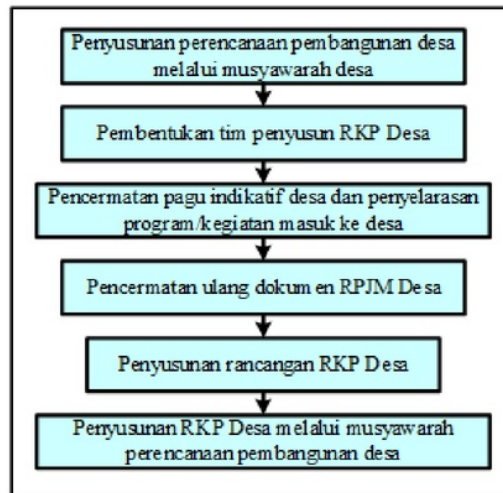 Penyusunan perencanaan pembangunan desa
melalui musyawarah desa
Pembentukan tim penyusun RKP Desa
Pencermatan pagu indikatif desa dan penyelarasan
program/kegiatan masuk ke desa
Pencermatan ulang dokumen RPJM Desa
Penyusunan rancangan RKP Desa
Penyusunan RKP Desa melalui musyawarah
perencanaan pembangunan desa